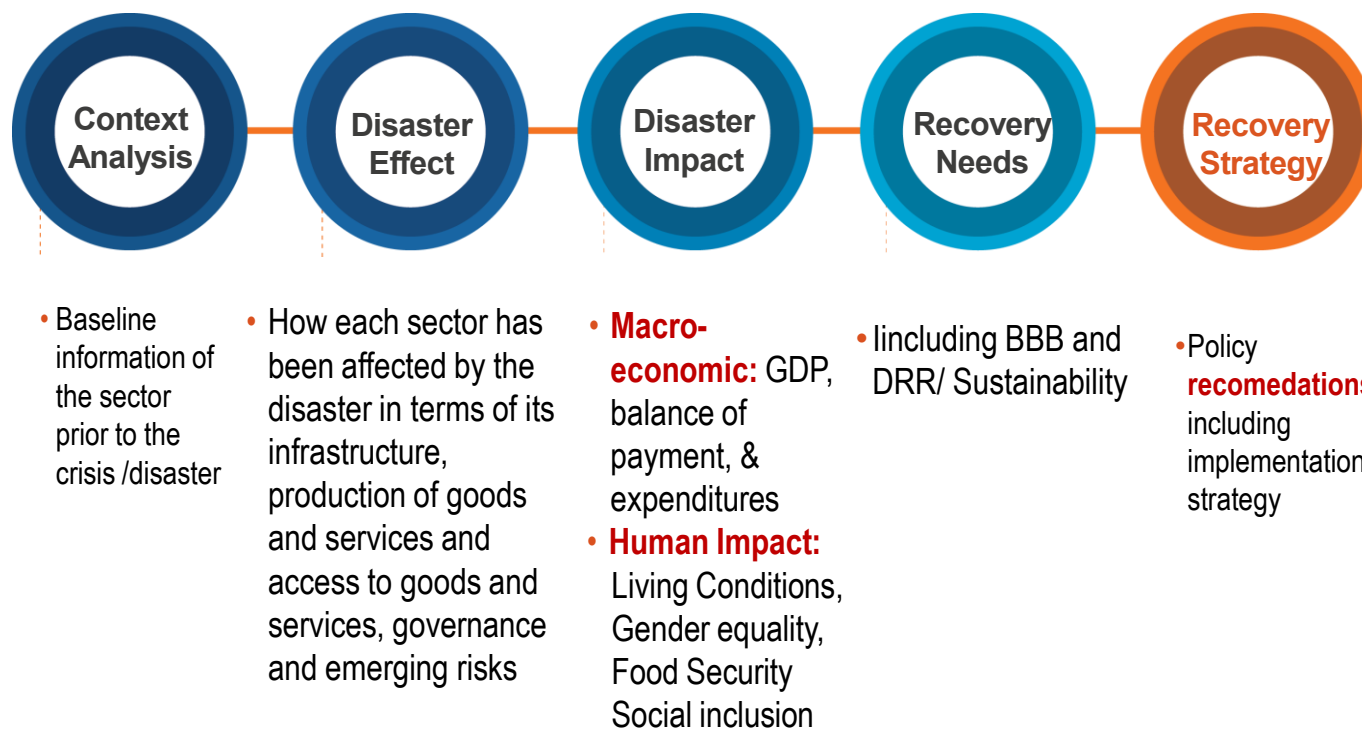 Context
Analysis
Disaster
Effect
Disaster
Impact
Recovery
Needs
Recovery
Strategy
• Baseline
information of
the sector
prior to the
crisis /disaster
• How each sector has
been affected by the
disaster in terms of its
infrastructure,
production of goods
and services and
access to goods and
services, governance
and emerging risks
• Macro-
economic: GDP,
balance of
payment, &
expenditures
• Human Impact:
Living Conditions,
Gender equality,
Food Security
Social inclusion
• Iincluding BBB and
DRR/ Sustainability
• Policy
recomedations
including
implementation
strategy